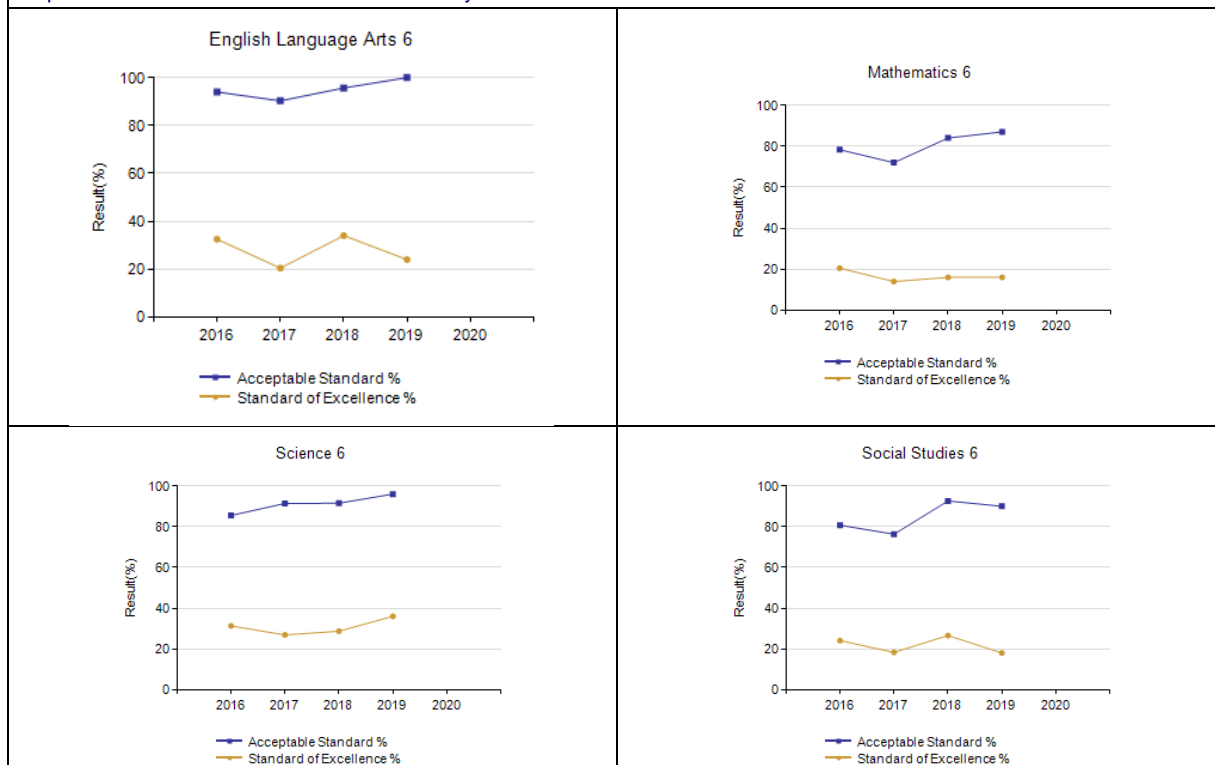 English Language Arts 6
100
80
60
40
20
0
Result(%)
2016 2017 2018 2019 2020
Acceptable Standard %
Standard of Excellence %
Mathematics 6
100
80
60
40
20
0
Result(%)
2016 2017 2018 2019 2020
Acceptable Standard %
Standard of Excellence %
Science 6
100
80
60
40
20
0
Result(%)
2016 2017 2018 2019 2020
Acceptable Standard %
Standard of Excellence %
Social Studies 6
100
80
60
40
20
0
Result(%)
2016 2017 2018 2019 2020
Acceptable Standard %
Standard of Excellence %